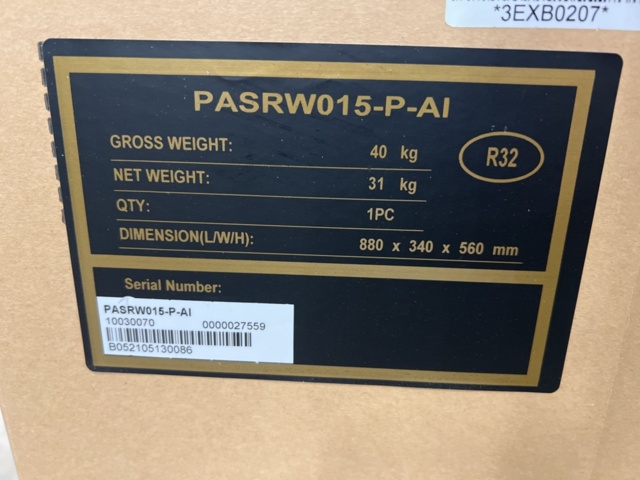 *3EXB0207*
PASRW015-P-AI
GROSS WEIGHT: 40 kg
R32
NET WEIGHT: 31 kg
QTY: 1PC
DIMENSION(L/W/H): 880 x 340 x 560 mm
Serial Number:
PASRW015-P-AI
10030070 0000027559
B052105130086